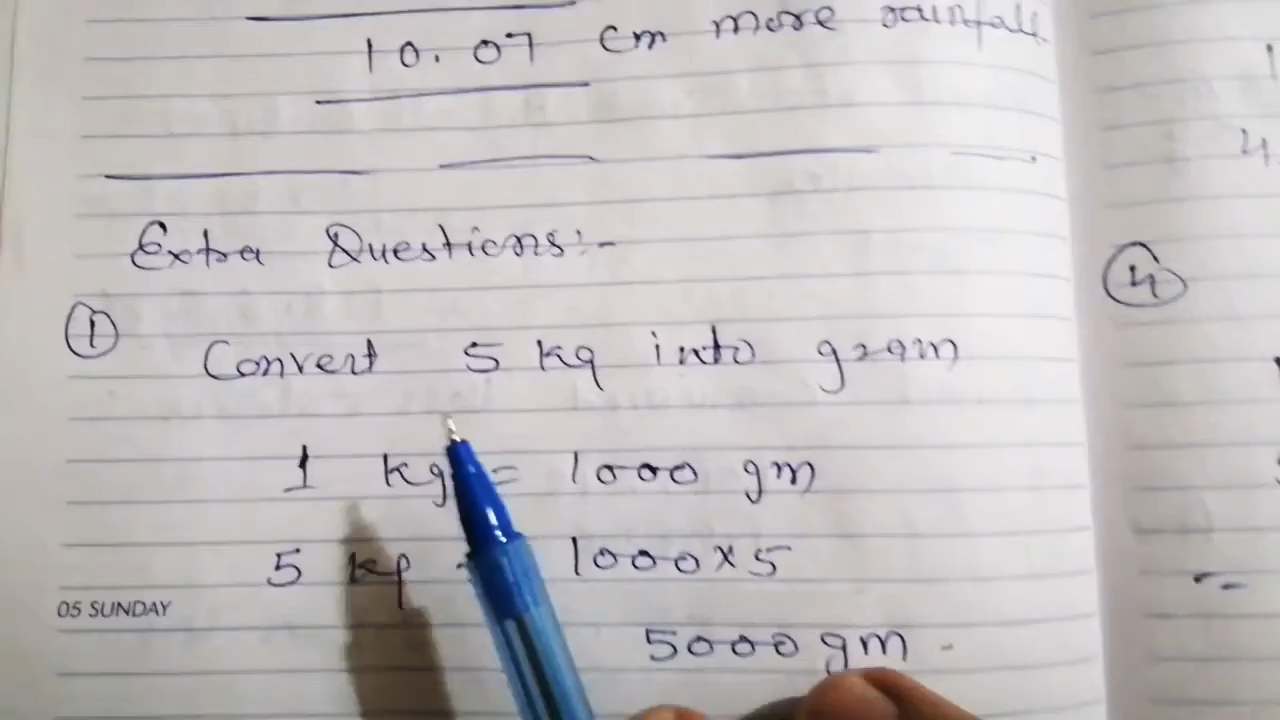 10.07 cm more rainfall
Extra Questions:-
① Convert 5 kg into gram
1 kg = 1000 gm
5 kg 1000×5
05 SUNDAY
5000 gm
4
④